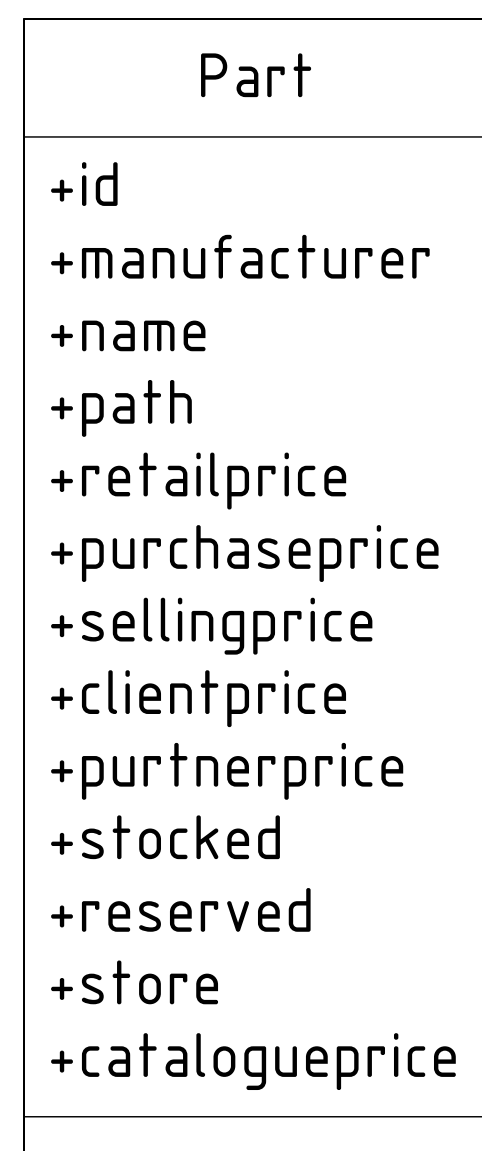 Part
+id
+manufacturer
+name
+path
+retailprice
+purchaseprice
+sellingprice
+clientprice
+purtnerprice
+stocked
+reserved
+store
+catalogueprice